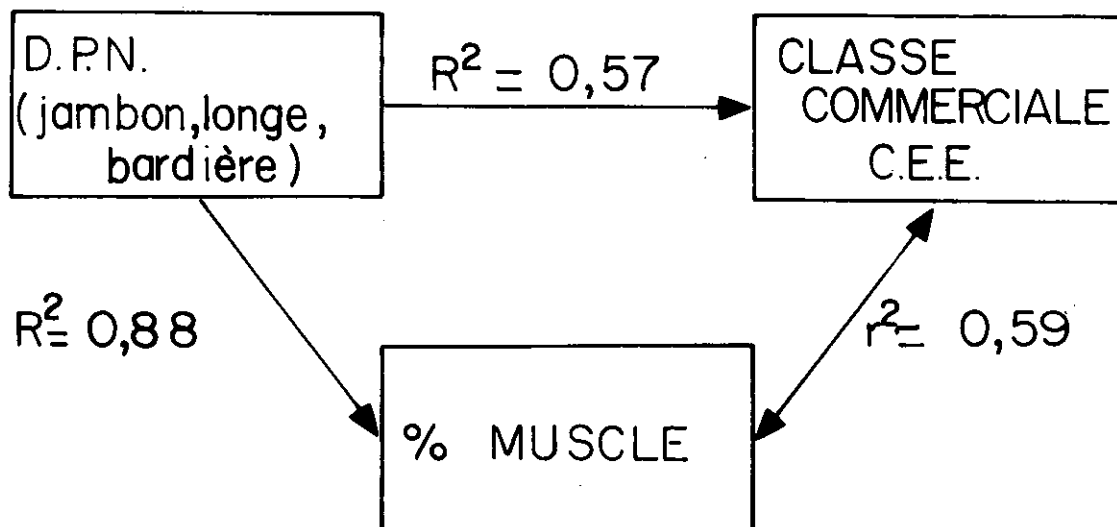 D.P.N.
(jambon, longe,
bardière)
R² = 0,57
CLASSE
COMMERCIALE
C.E.E.
R² = 0,88
r² = 0,59
% MUSCLE